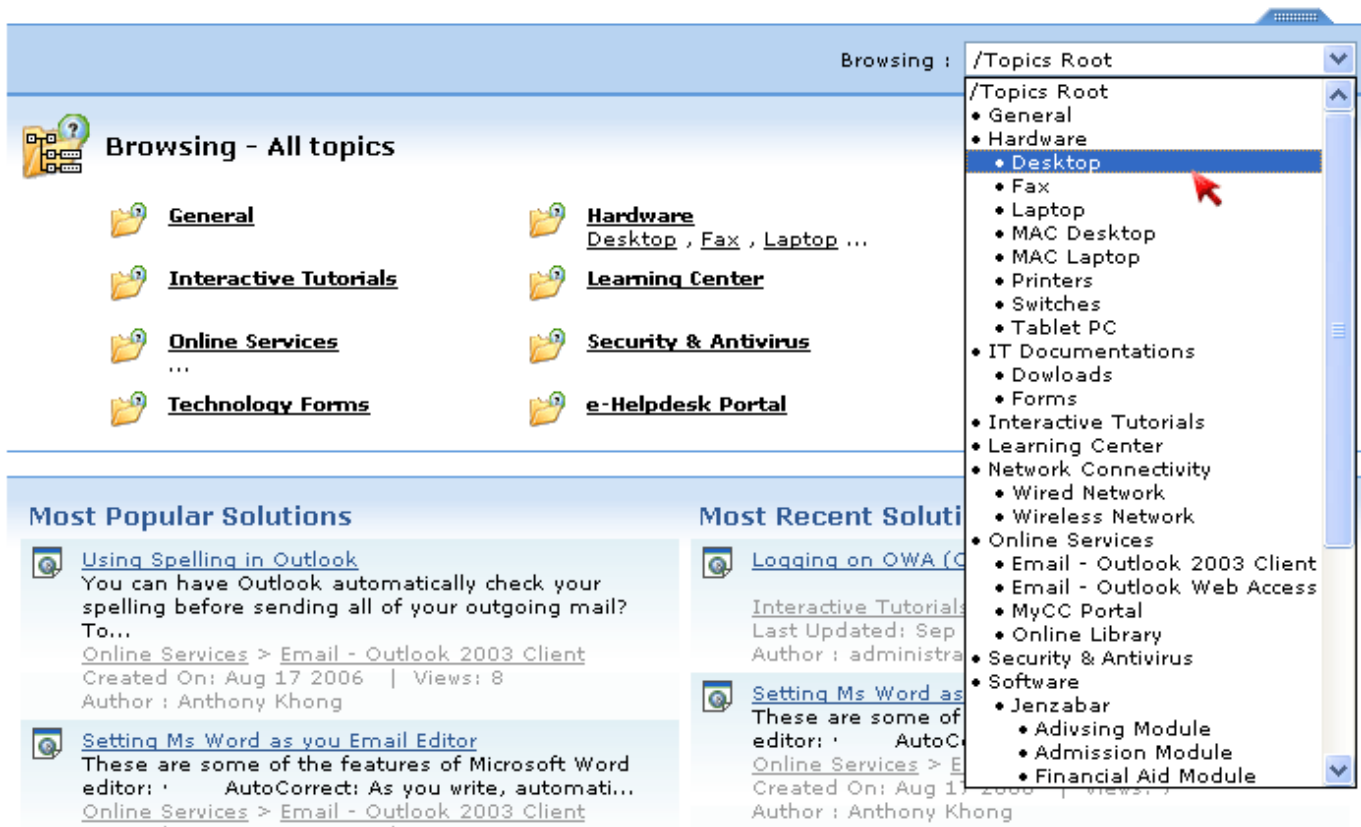 Browsing : /Topics Root
/Topics Root
• General
• Hardware
• Desktop
• Fax
• Laptop
• MAC Desktop
• MAC Laptop
• Printers
• Switches
• Tablet PC
• IT Documentations
• Dowloads
• Forms
• Interactive Tutorials
• Learning Center
• Network Connectivity
• Wired Network
• Wireless Network
• Online Services
• Email - Outlook 2003 Client
• Email - Outlook Web Access
• MyCC Portal
• Online Library
• Security & Antivirus
• Software
• Jenzabar
• Adivsing Module
• Admission Module
• Financial Aid Module
Browsing - All topics
General
Hardware
Desktop , Fax , Laptop ...
Interactive Tutorials
Learning Center
Online Services
...
Security & Antivirus
Technology Forms
e-Helpdesk Portal
Most Popular Solutions
Using Spelling in Outlook
You can have Outlook automatically check your
spelling before sending all of your outgoing mail?
To...
Online Services > Email - Outlook 2003 Client
Created On: Aug 17 2006 | Views: 8
Author : Anthony Khong
Setting Ms Word as you Email Editor
These are some of the features of Microsoft Word
editor: · AutoCorrect: As you write, automati...
Online Services > Email - Outlook 2003 Client
Most Recent Soluti
Logging on OWA (
Interactive Tutorials
Last Updated: Sep
Author : administra
Setting Ms Word as
These are some of
editor: · AutoC
Online Services > E
Created On: Aug 17 2006 | Views: 7
Author : Anthony Khong